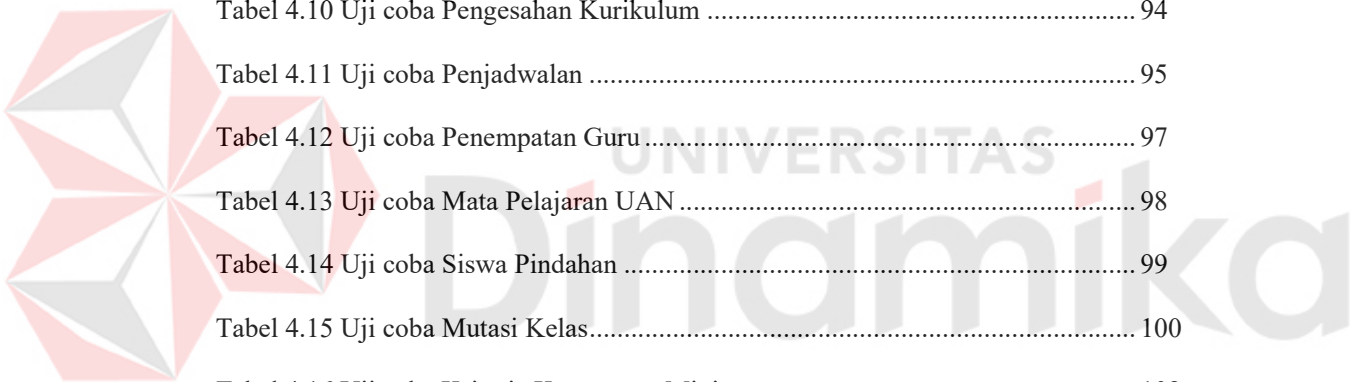 Tabel 4.10 Uji coba Pengesahan Kurikulum ............................................................. 94
Tabel 4.11 Uji coba Penjadwalan .............................................................................. 95
Tabel 4.12 Uji coba Penempatan Guru ...................................................................... 97
UNIVERSITAS
Tabel 4.13 Uji coba Mata Pelajaran UAN ................................................................. 98
Dinamika
Tabel 4.14 Uji coba Siswa Pindahan ......................................................................... 99
Tabel 4.15 Uji coba Mutasi Kelas.............................................................................. 100